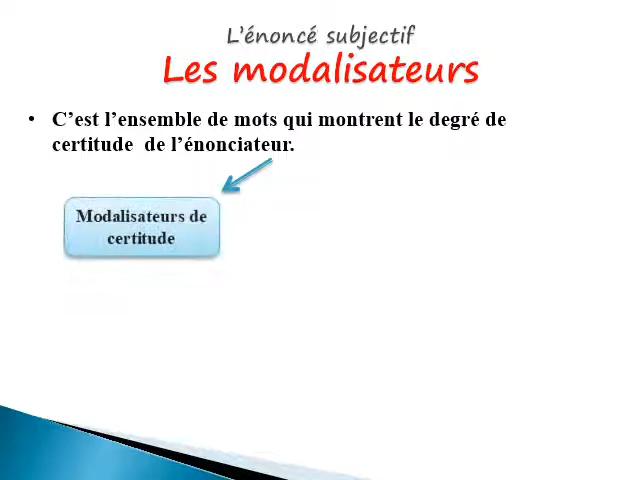 L’énoncé subjectif
Les modalisateurs
• C’est l’ensemble de mots qui montrent le degré de
certitude de l’énonciateur.
Modalisateurs de
certitude